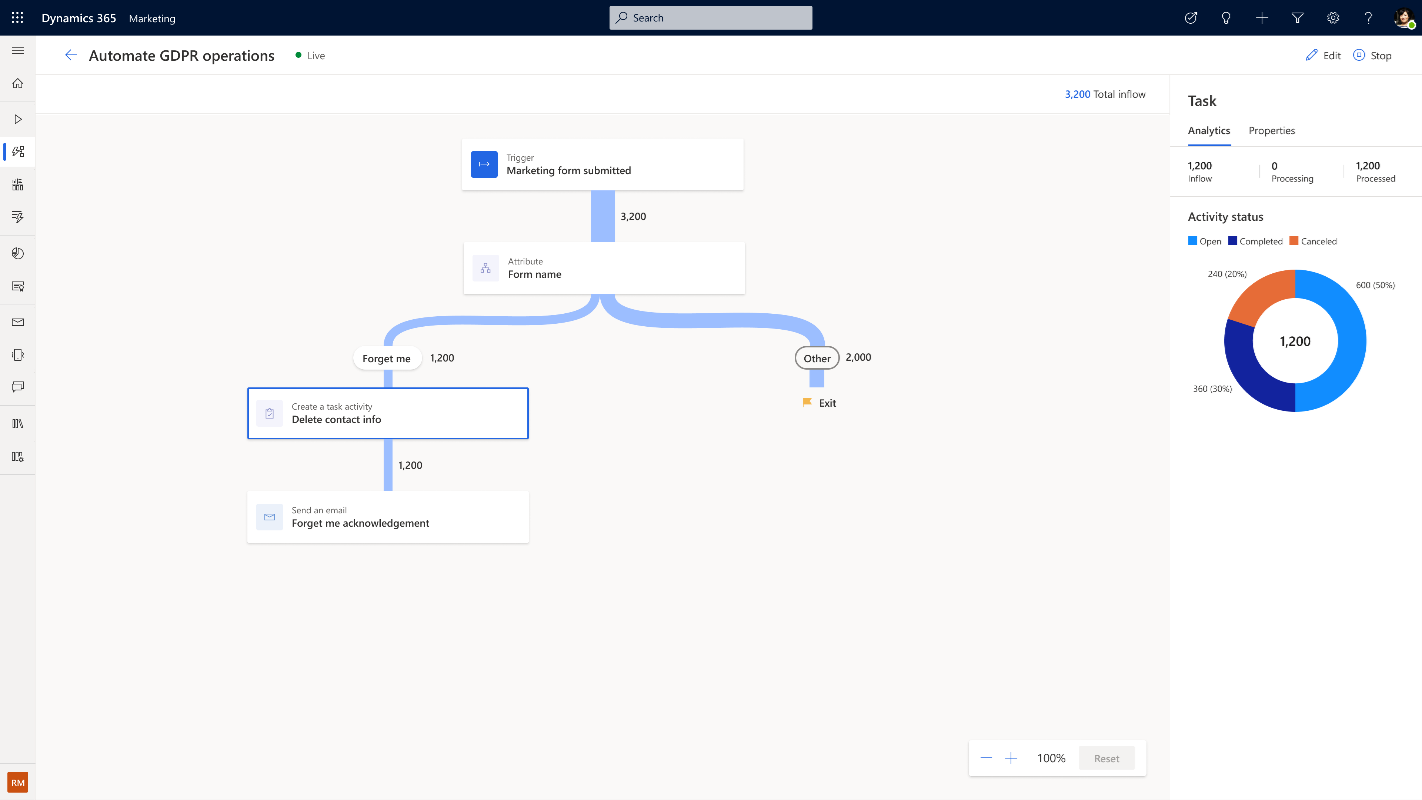 Dynamics 365 Marketing Search
Automate GDPR operations Live Edit Stop
3,200 Total inflow
Trigger
Marketing form submitted
3,200
Attribute
Form name
Forget me 1,200
Other 2,000
Create a task activity
Delete contact info
Exit
1,200
Send an email
Forget me acknowledgement
100% Reset
RM
Task
Analytics Properties
1,200 0 1,200
Inflow Processing Processed
Activity status
Open Completed Canceled
240 (20%)
600 (50%)
1,200
360 (30%)